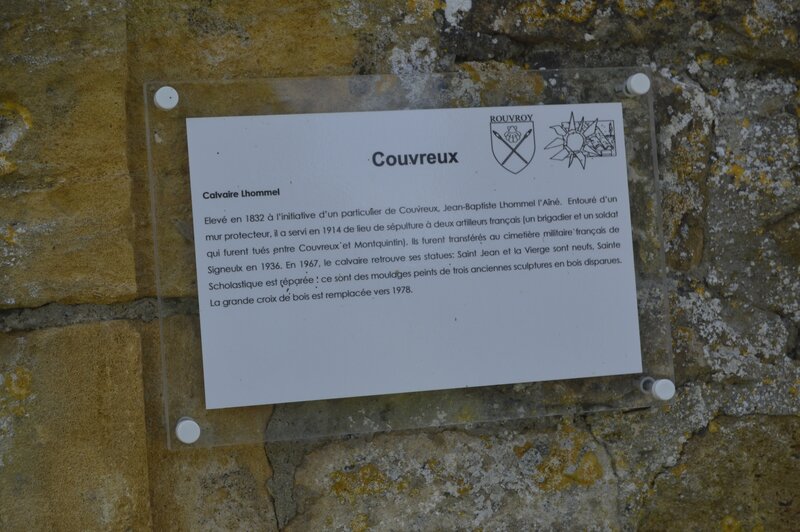 ROUVROY
Couvreux
Calvaire Lhommel
Elevé en 1832 à l'initiative d'un particulier de Couvreux, Jean-Baptiste Lhommel l'Aîné. Entouré d'un
mur protecteur, il a servi en 1914 de lieu de sépulture à deux artilleurs français (un brigadier et un soldat
qui furent tués entre Couvreux et Montquintin). Ils furent transférés au cimetière militaire français de
Signeulx en 1936. En 1967, le calvaire retrouve ses statues: Saint Jean et la Vierge sont neufs, Sainte
Scholastique est réparée : ce sont des mouldges peints de trois anciennes sculptures en bois disparues.
La grande croix de bois est remplacée vers 1978.